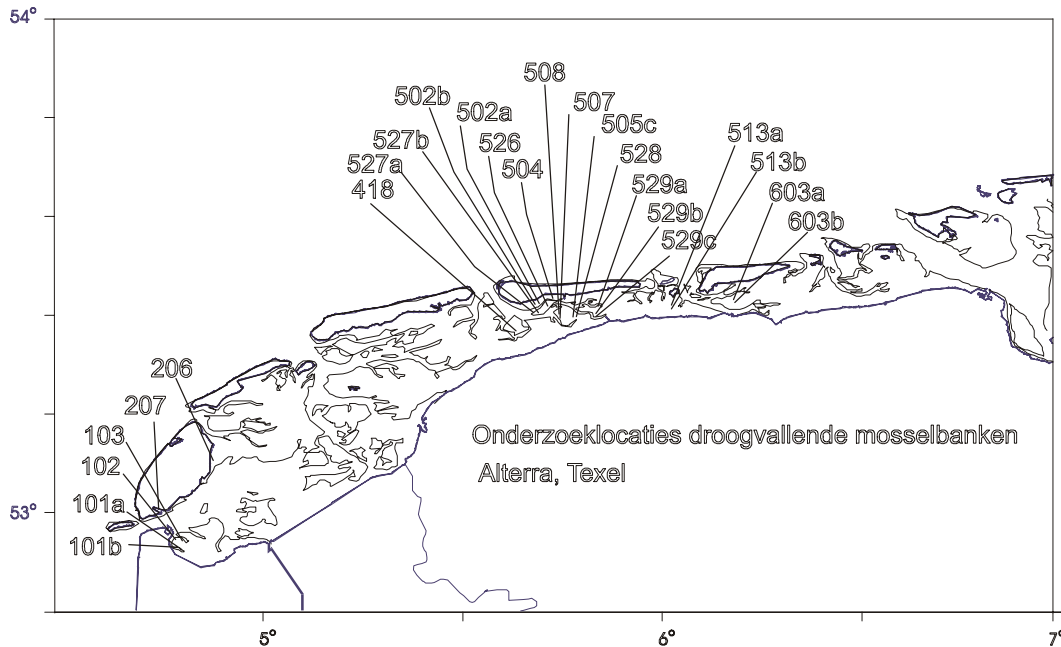 54°
508
502b
507
502a
505c
513a
527b
526
528
513b
527a
504
529a
603a
418
529b
603b
529c
206
207
Onderzoeklocaties droogvallende mosselbanken
103
102
Alterra, Texel
101a
53°
101b
5°
6°
7°